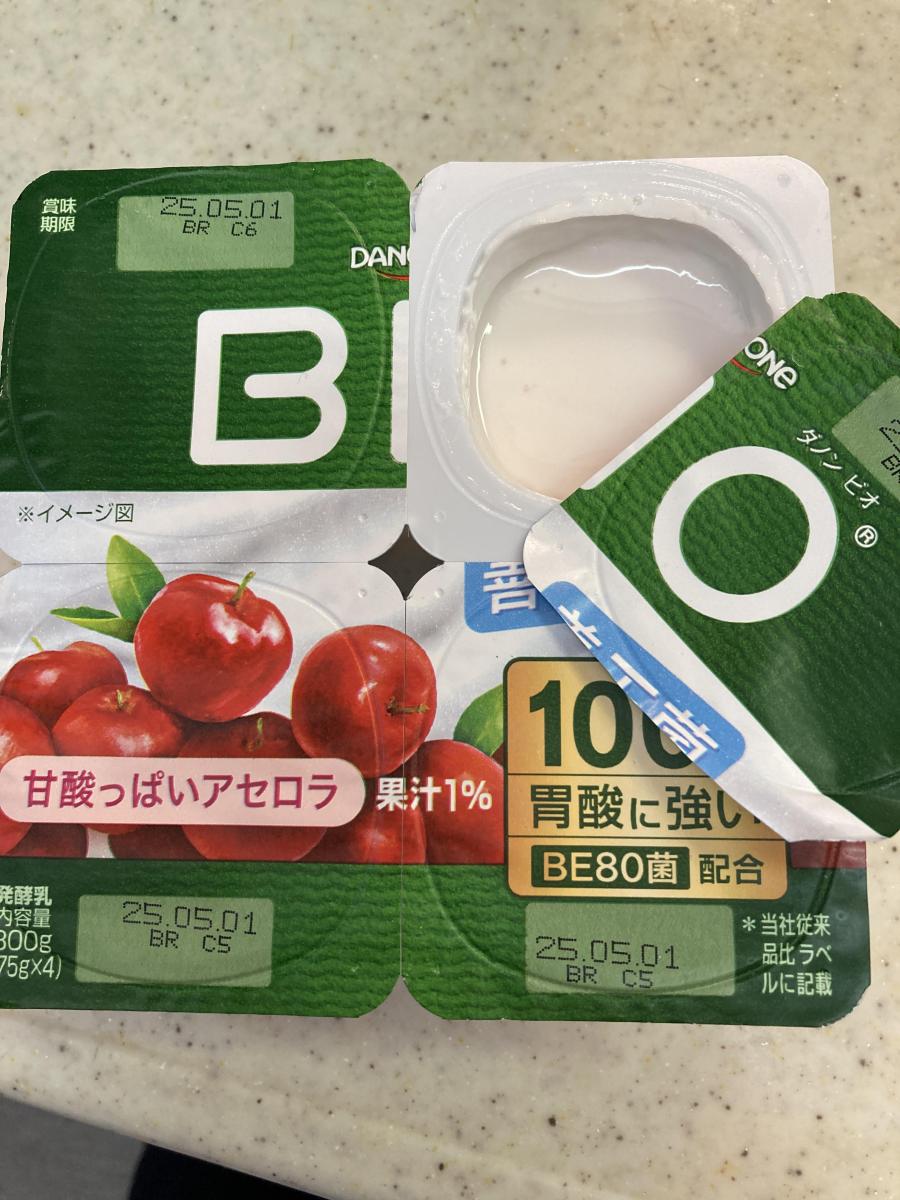 賞味
期限
25.05.01
BR C6
DANO
B
※イメージ図
ONE
ダノン ビオ
O
®
甘酸っぱいアセロラ
果汁1%
100
胃酸に強い
BE80菌 配合
発酵乳
内容量
300g
75g×4)
25.05.01
BR C5
25.05.01
BR C5
＊当社従来
品比 ラベ
ルに記載